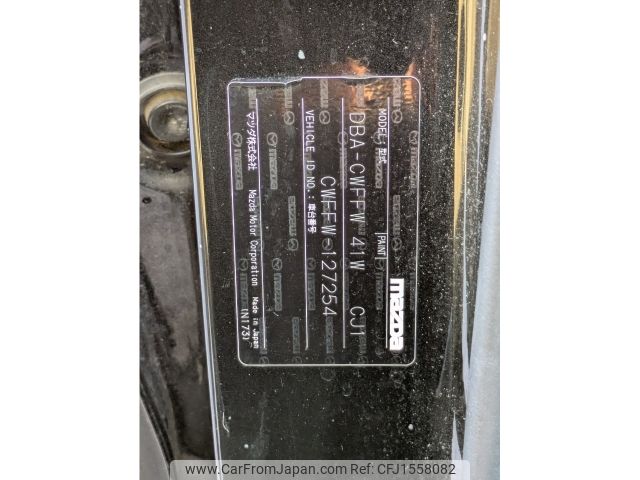 mazda
MODEL:型式 PAINT
DBA-CWFFW 41W CJ1
VEHICLE ID NO.:車台番号
CWFFW-127254
マツダ株式会社 Mazda Motor Corporation Made in Japan
(N173)
www.CarFromJapan.com | Ref No. CFJ1558082